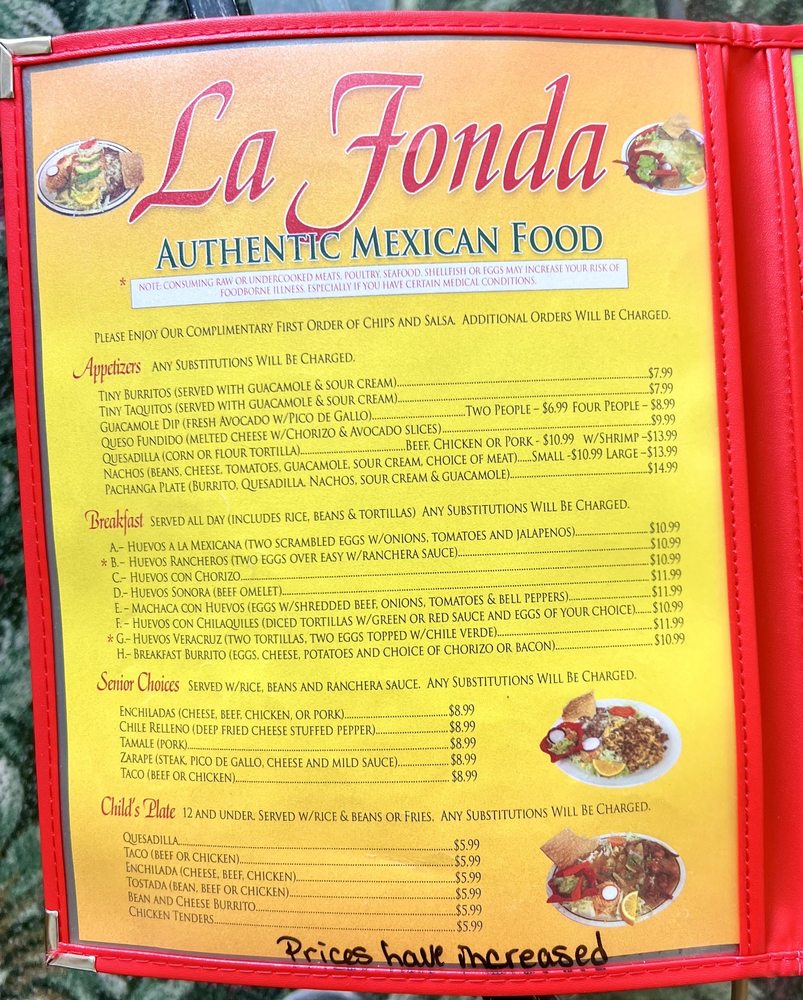 La Fonda
Authentic Mexican Food
* NOTE: CONSUMING RAW OR UNDERCOOKED MEATS, POULTRY, SEAFOOD, SHELLFISH OR EGGS MAY INCREASE YOUR RISK OF
FOODBORNE ILLNESS, ESPECIALLY IF YOU HAVE CERTAIN MEDICAL CONDITIONS.
Please Enjoy Our Complimentary First Order of Chips and Salsa. Additional Orders Will Be Charged.
Appetizers Any Substitutions Will Be Charged.
Tiny Burritos (served with guacamole & sour cream)...$7.99
Tiny Taquitos (served with guacamole & sour cream)...$7.99
Guacamole Dip (fresh Avocado w/Pico de Gallo)...Two People – $6.99 Four People – $8.99
Queso Fundido (melted cheese w/Chorizo & Avocado slices)...$9.99
Quesadilla (corn or flour tortilla)...Beef, Chicken or Pork - $10.99 w/Shrimp –$13.99
Nachos (beans, cheese, tomatoes, guacamole, sour cream, choice of meat)...Small -$10.99 Large –$13.99
Pachanga Plate (Burrito, Quesadilla, Nachos, sour cream & guacamole)...$14.99
Breakfast Served all day (includes rice, beans & tortillas) Any Substitutions Will Be Charged.
A.– Huevos a la Mexicana (two scrambled eggs w/onions, tomatoes and jalapenos)...$10.99
* B.– Huevos Rancheros (two eggs over easy w/ranchera sauce)...$10.99
C.– Huevos con Chorizo...$10.99
D.– Huevos Sonora (beef omelet)...$11.99
E. – Machaca con Huevos (eggs w/shredded beef, onions, tomatoes & bell peppers)...$11.99
F. – Huevos con Chilaquiles (diced tortillas w/green or red sauce and eggs of your choice)...$10.99
* G.– Huevos Veracruz (two tortillas, two eggs topped w/chile verde)...$11.99
H.– Breakfast Burrito (eggs, cheese, potatoes and choice of chorizo or bacon)...$10.99
Senior Choices Served w/rice, beans and ranchera sauce. Any Substitutions Will Be Charged.
Enchiladas (cheese, beef, chicken, or pork)...$8.99
Chile Relleno (deep fried cheese stuffed pepper)...$8.99
Tamale (pork)...$8.99
Zarape (steak, pico de gallo, cheese and mild sauce)...$8.99
Taco (beef or chicken)...$8.99
Child's Plate 12 and under. Served w/rice & beans or Fries. Any Substitutions Will Be Charged.
Quesadilla...$5.99
Taco (beef or chicken)...$5.99
Enchilada (cheese, beef, chicken)...$5.99
Tostada (bean, beef or chicken)...$5.99
Bean and Cheese Burrito...$5.99
Chicken Tenders...$5.99
Prices have increased